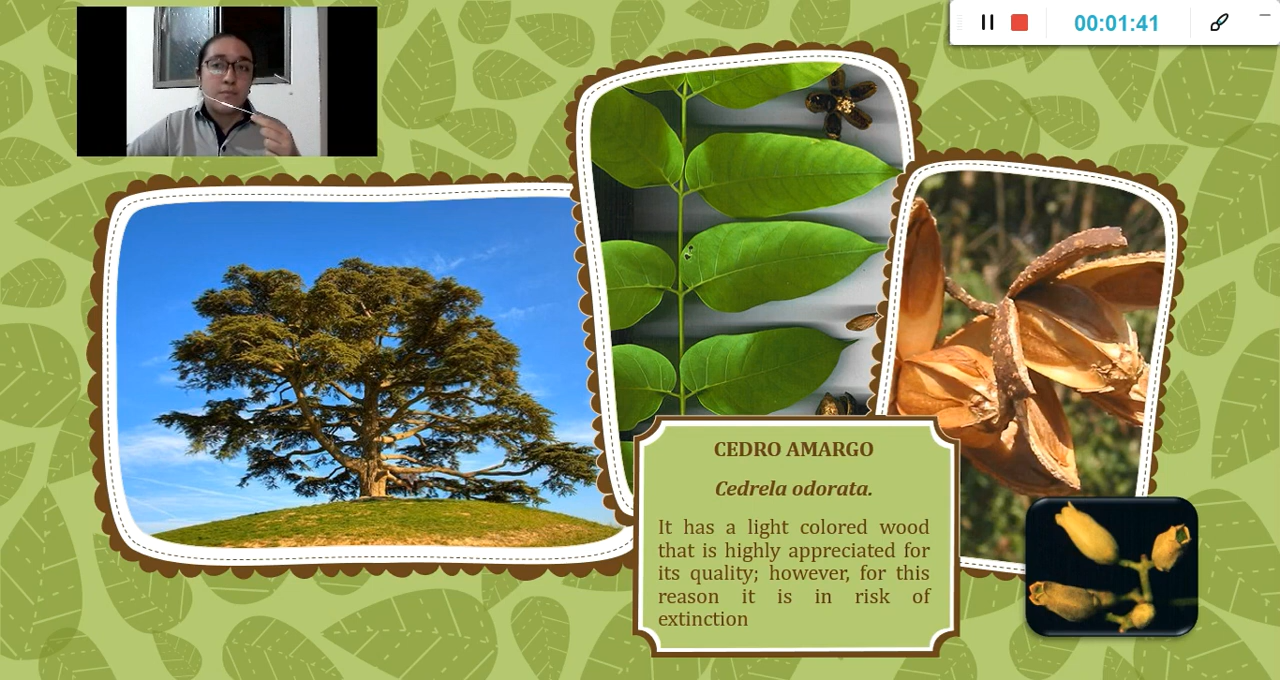 00:01:41
CEDRO AMARGO
Cedrela odorata.
It has a light colored wood
that is highly appreciated for
its quality; however, for this
reason it is in risk of
extinction